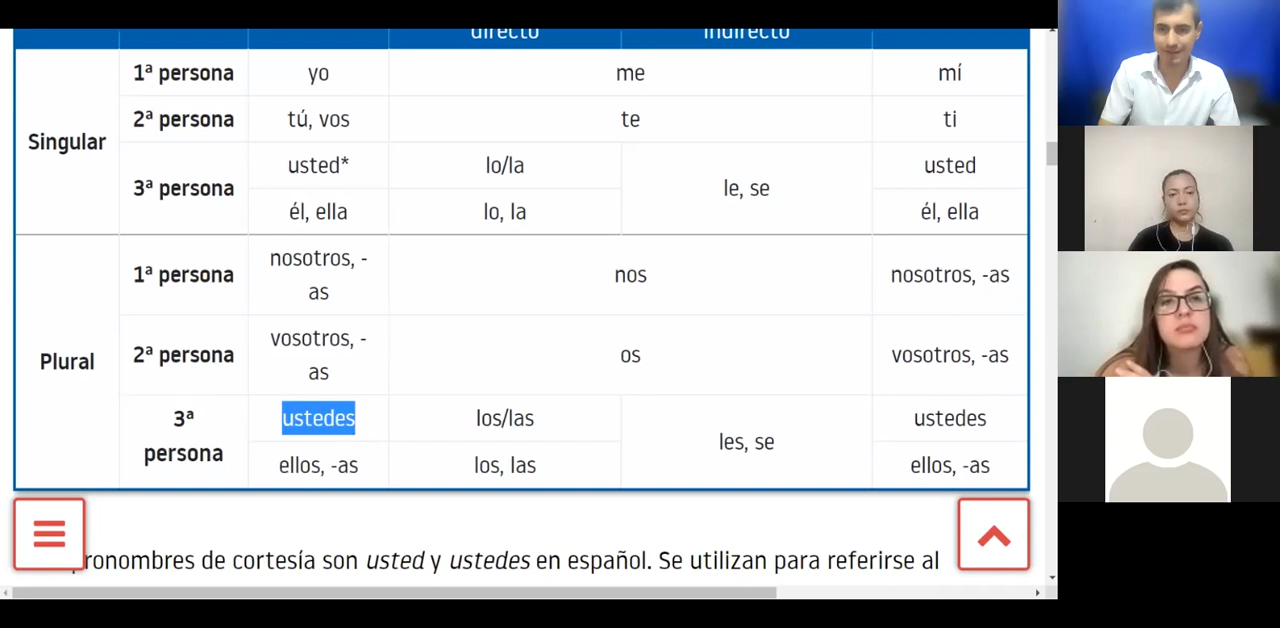 directo indirecto
1ª persona yo me mí
Singular 2ª persona tú, vos te ti
3ª persona usted* lo/la le, se usted
él, ella lo, la él, ella
1ª persona nosotros, -
as nos nosotros, -as
Plural 2ª persona vosotros, -
as os vosotros, -as
3ª
persona ustedes los/las les, se ustedes
ellos, -as los, las ellos, -as
pronombres de cortesía son usted y ustedes en español. Se utilizan para referirse al